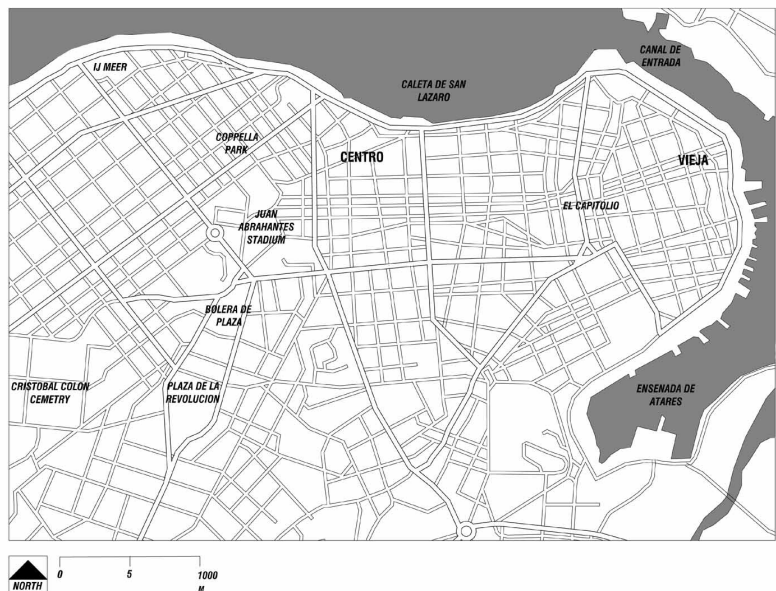 IJ MEER
CANAL DE
ENTRADA
CALETA DE SAN
LAZARO
COPPELLA
PARK
CENTRO
VIEJA
EL CAPITOLIO
JUAN
ABRAHANTES
STADIUM
BOLERA DE
PLAZA
CRISTOBAL COLON
CEMETRY
PLAZA DE LA
REVOLUCION
ENSENADA DE
ATARES
0 5 1000
M
NORTH